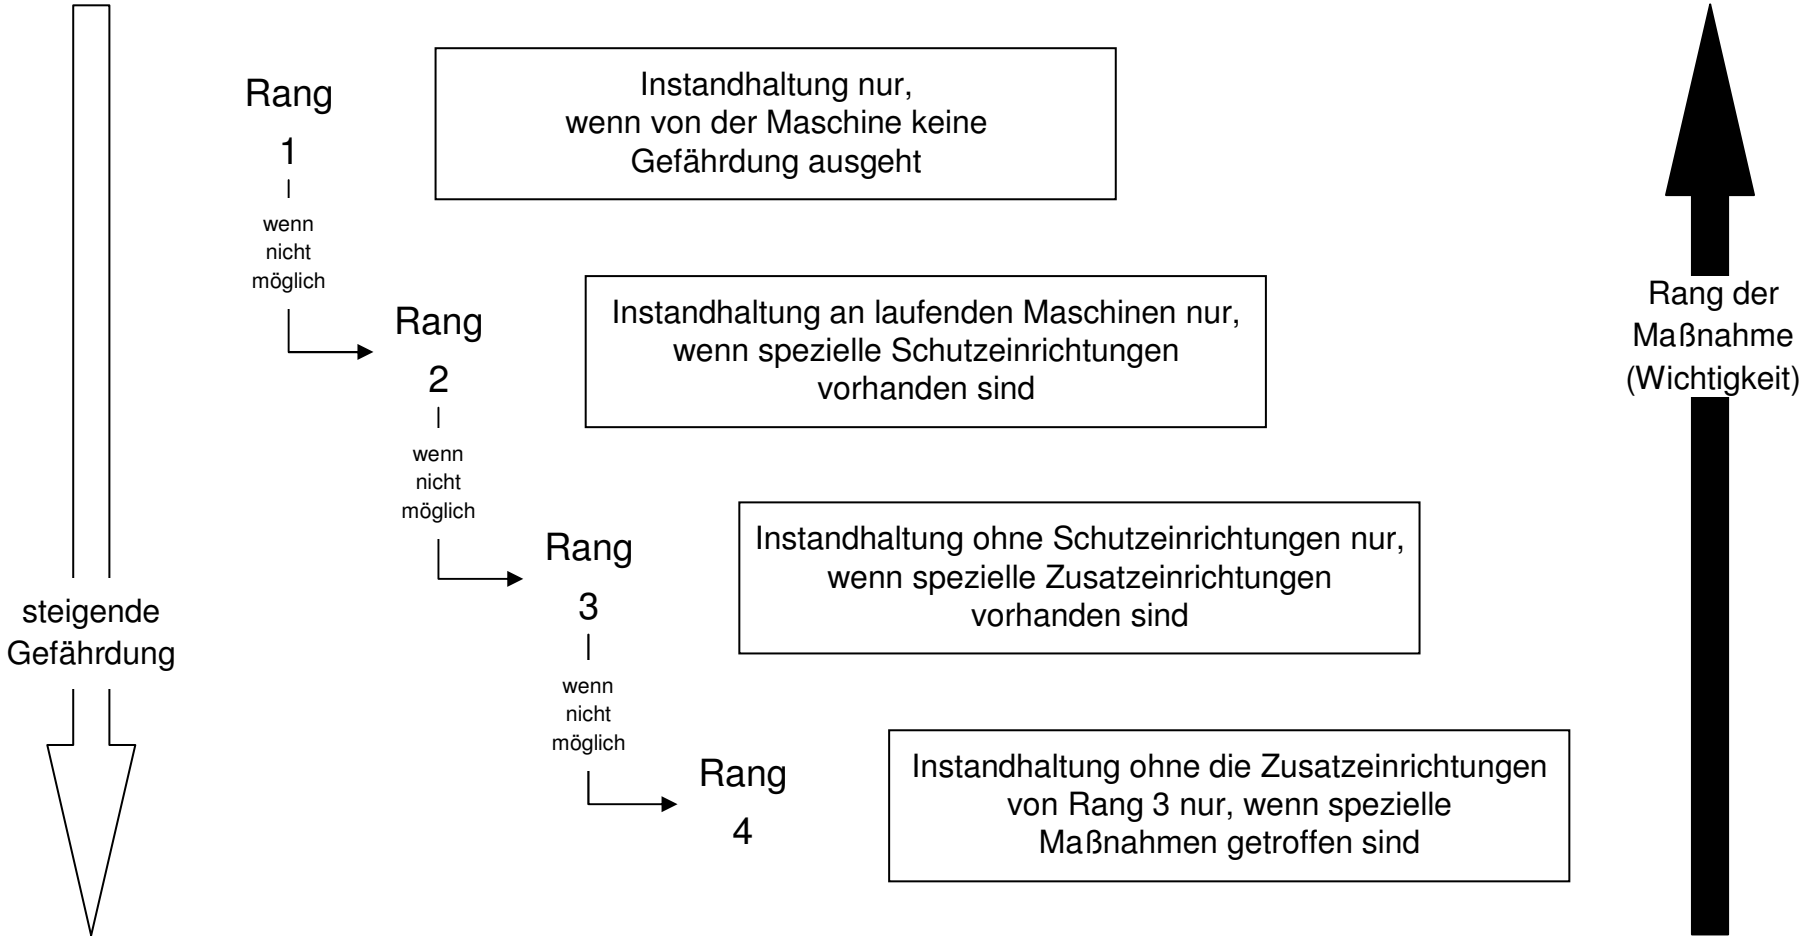 Rang
1
wenn
nicht
möglich
Instandhaltung nur,
wenn von der Maschine keine
Gefährdung ausgeht
Rang
2
wenn
nicht
möglich
Instandhaltung an laufenden Maschinen nur,
wenn spezielle Schutzeinrichtungen
vorhanden sind
Rang
3
wenn
nicht
möglich
Instandhaltung ohne Schutzeinrichtungen nur,
wenn spezielle Zusatzeinrichtungen
vorhanden sind
Rang
4
Instandhaltung ohne die Zusatzeinrichtungen
von Rang 3 nur, wenn spezielle
Maßnahmen getroffen sind
steigende
Gefährdung
Rang der
Maßnahme
(Wichtigkeit)